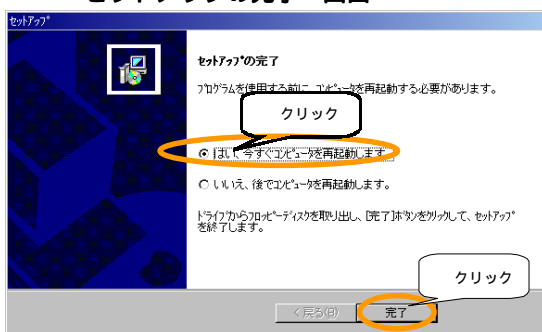 セットアップの完了 画面
ｾｯﾄｱｯﾌﾟ
ｾｯﾄｱｯﾌﾟの完了
ﾌﾟﾛｸﾞﾗﾑを使用する前に、ｺﾝﾋﾟｭｰﾀを再起動する必要があります。
クリック
はい、今すぐｺﾝﾋﾟｭｰﾀを再起動します。
いいえ、後でｺﾝﾋﾟｭｰﾀを再起動します。
ﾄﾞﾗｲﾌﾞからﾌﾛｯﾋﾟｰﾃﾞｨｽｸを取り出し、[完了]ﾎﾞﾀﾝをｸﾘｯｸして、ｾｯﾄｱｯﾌﾟ
を終了します。
クリック
< 戻る(B)
完了